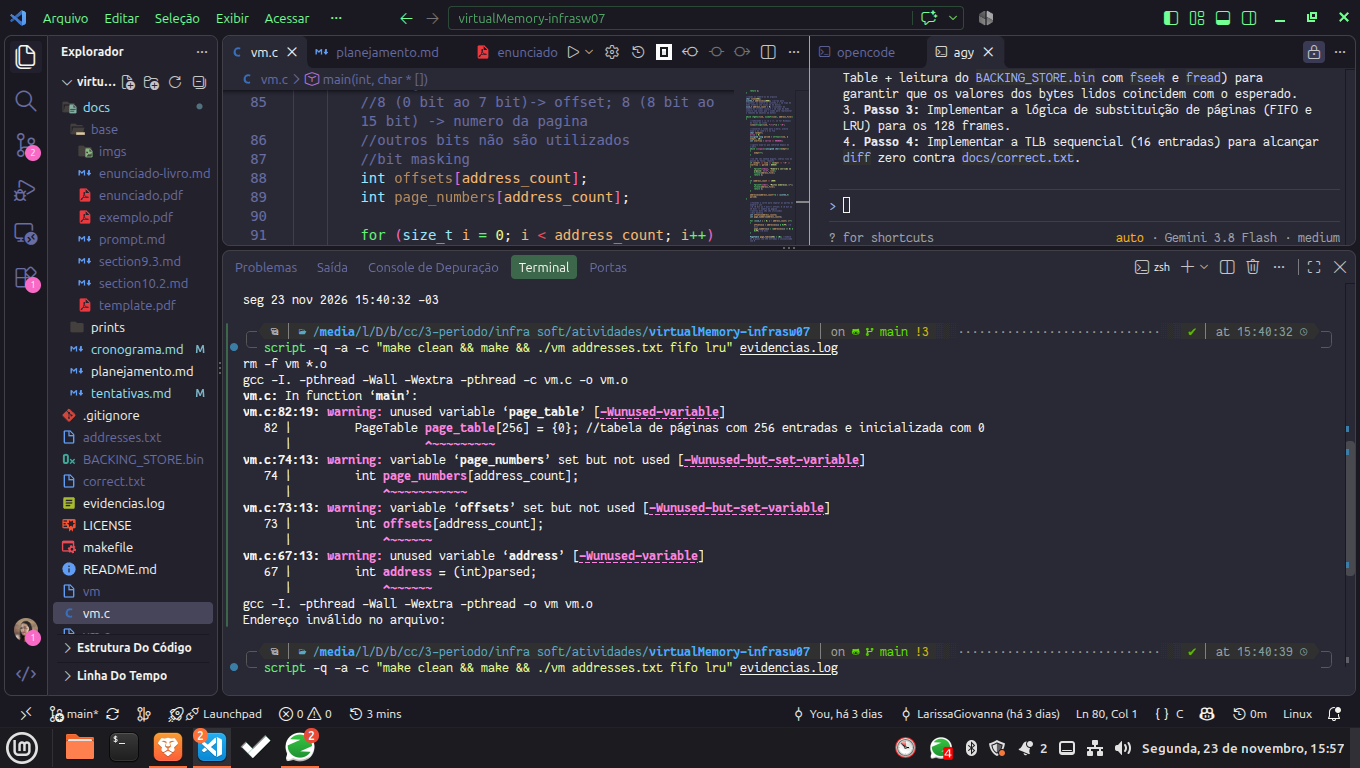 Arquivo Editar Seleção Exibir Acessar ···
virtualMemory-infrasw07
Explorador ···
virtu...
docs
base
imgs
enunciado-livro.md
enunciado.pdf
exemplo.pdf
prompt.md
section9.3.md
section10.2.md
template.pdf
prints
cronograma.md M
planejamento.md
tentativas.md M
.gitignore
addresses.txt
BACKING_STORE.bin
correct.txt
evidencias.log
LICENSE
makefile
README.md
vm
vm.c
Estrutura Do Código
Linha Do Tempo
vm.c planejamento.md enunciado
vm.c > main(int, char * [])
85 //8 (0 bit ao 7 bit)-> offset; 8 (8 bit ao
15 bit) -> numero da pagina
86 //outros bits não são utilizados
87 //bit masking
88 int offsets[address_count];
89 int page_numbers[address_count];
90
91 for (size_t i = 0; i < address_count; i++)
opencode agy
Table + leitura do BACKING_STORE.bin com fseek e fread) para
garantir que os valores dos bytes lidos coincidem com o esperado.
3. Passo 3: Implementar a lógica de substituição de páginas (FIFO e
LRU) para os 128 frames.
4. Passo 4: Implementar a TLB sequencial (16 entradas) para alcançar
diff zero contra docs/correct.txt.
>
? for shortcuts auto · Gemini 3.8 Flash · medium
Problemas Saída Console de Depuração Terminal Portas
zsh
seg 23 nov 2026 15:40:32 -03
/media/l/D/b/cc/3-periodo/infra soft/atividades/virtualMemory-infrasw07 on main !3 ✔ at 15:40:32
script -q -a -c "make clean && make && ./vm addresses.txt fifo lru" evidencias.log
rm -f vm *.o
gcc -I. -pthread -Wall -Wextra -pthread -c vm.c -o vm.o
vm.c: In function ‘main’:
vm.c:82:19: warning: unused variable ‘page_table’ [-Wunused-variable]
82 | PageTable page_table[256] = {0}; //tabela de páginas com 256 entradas e inicializada com 0
| ^~~~~~~~~~
vm.c:74:13: warning: variable ‘page_numbers’ set but not used [-Wunused-but-set-variable]
74 | int page_numbers[address_count];
| ^~~~~~~~~~~~
vm.c:73:13: warning: variable ‘offsets’ set but not used [-Wunused-but-set-variable]
73 | int offsets[address_count];
| ^~~~~~~
vm.c:67:13: warning: unused variable ‘address’ [-Wunused-variable]
67 | int address = (int)parsed;
| ^~~~~~~
gcc -I. -pthread -Wall -Wextra -pthread -o vm vm.o
Endereço inválido no arquivo:
/media/l/D/b/cc/3-periodo/infra soft/atividades/virtualMemory-infrasw07 on main !3 ✔ at 15:40:39
script -q -a -c "make clean && make && ./vm addresses.txt fifo lru" evidencias.log
main* Launchpad 0 0 3 mins You, há 3 dias LarissaGiovanna (há 3 dias) Ln 80, Col 1 { } C 0m Linux
2 2 4 2 Segunda, 23 de novembro, 15:57